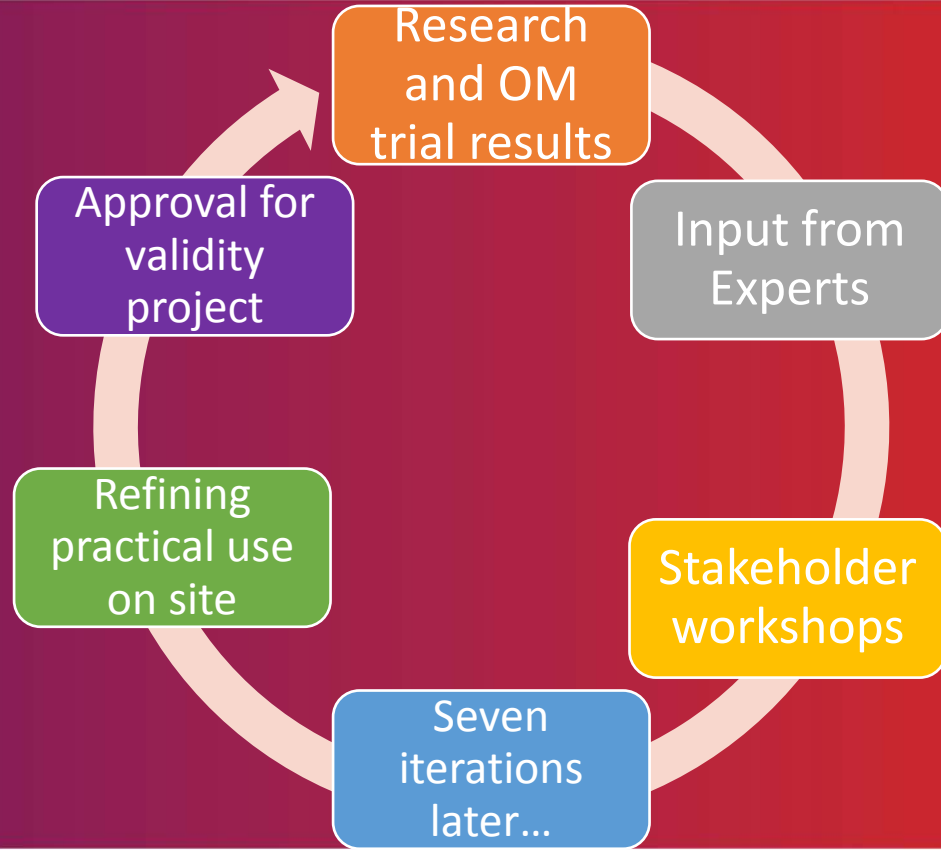 Research
and OM
trial results
Input from
Experts
Stakeholder
workshops
Seven
iterations
later…
Refining
practical use
on site
Approval for
validity
project